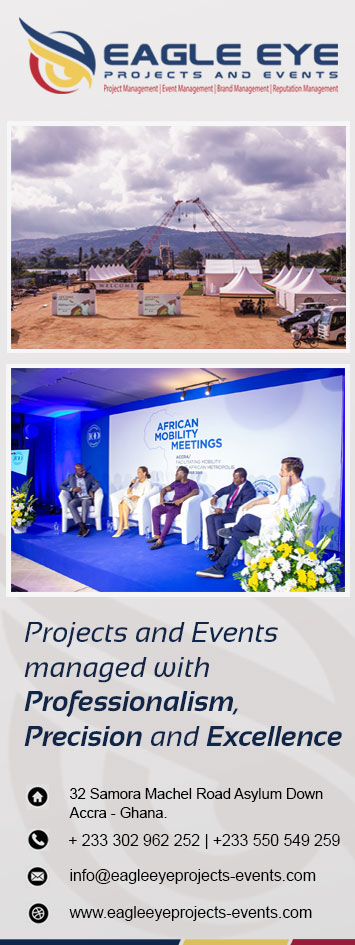 EAGLE EYE
PROJECTS AND EVENTS
Project Management | Event Management | Brand Management | Reputation Management
WELCOME
AFRICAN
MOBILITY
MEETINGS
ACCRA/
FACILITATING MOBILITY
AFRICAN METROPOLIS
Projects and Events
managed with
Professionalism,
Precision and Excellence
32 Samora Machel Road Asylum Down
Accra - Ghana.
+ 233 302 962 252 | +233 550 549 259
info@eagleeyeprojects-events.com
www.eagleeyeprojects-events.com